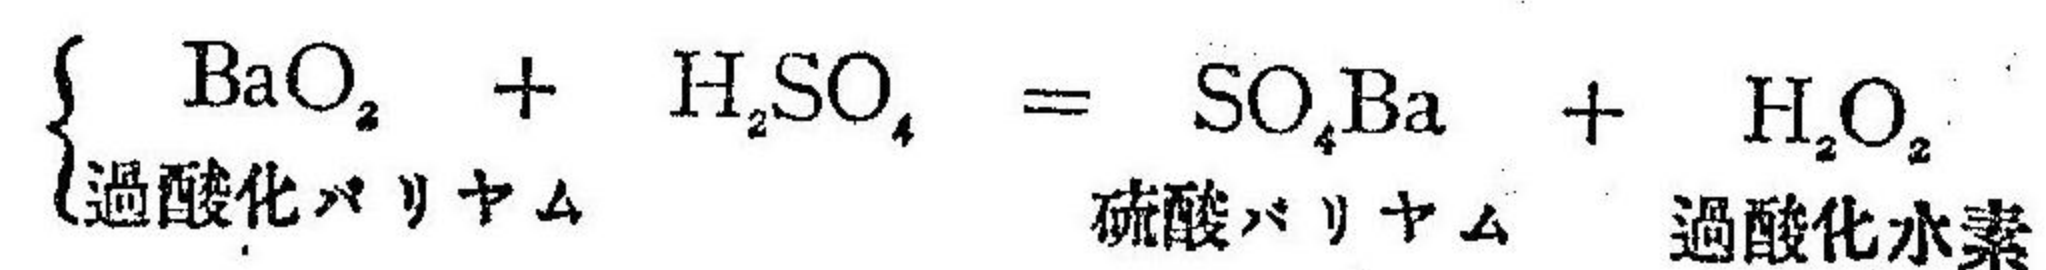 BaO₂ + H₂SO₄ = SO₄Ba + H₂O₂
過酸化バリヤム 硫酸バリヤム 過酸化水素